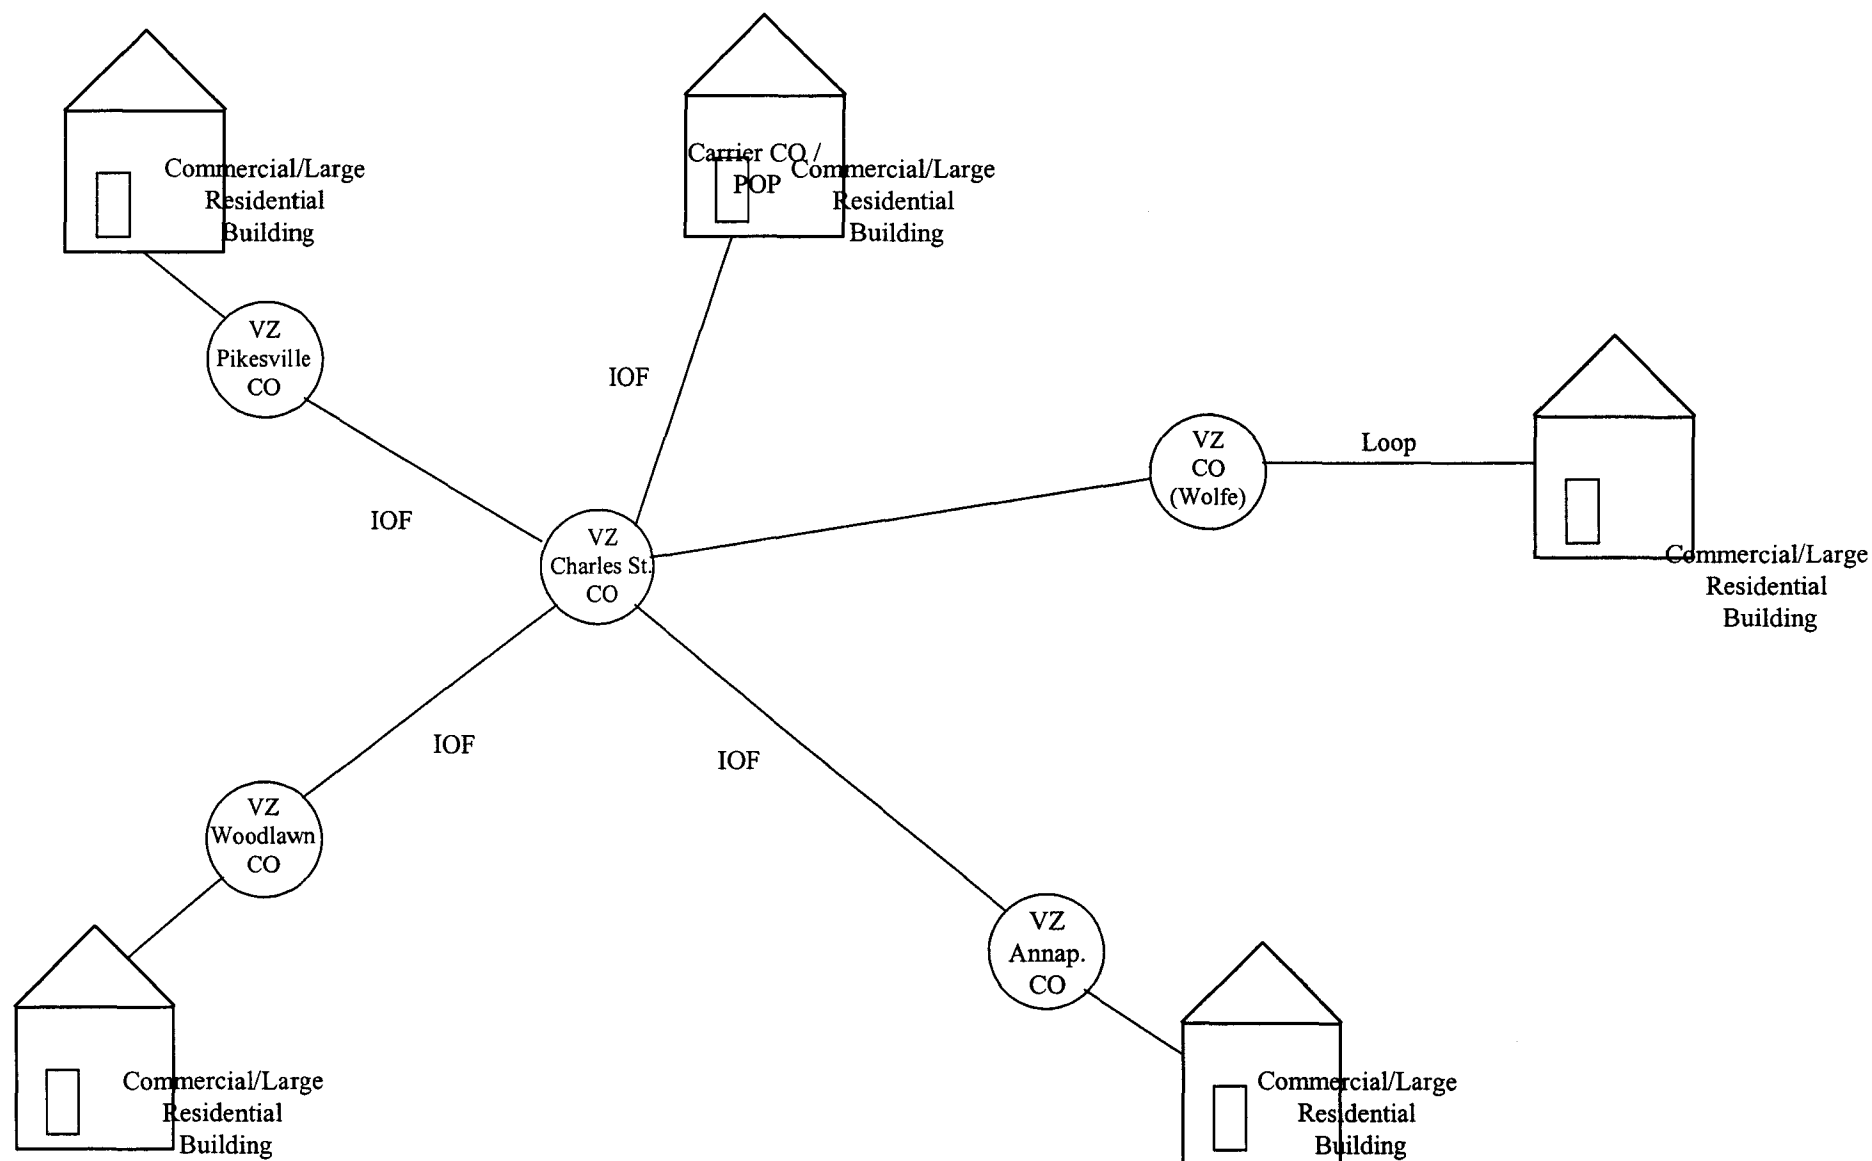 Commercial/Large
Residential
Building
Carrier CO /
POP
Commercial/Large
Residential
Building
VZ
Pikesville
CO
IOF
IOF
VZ
CO
(Wolfe)
Loop
Commercial/Large
Residential
Building
VZ
Charles St.
CO
IOF
IOF
VZ
Woodlawn
CO
VZ
Annap.
CO
Commercial/Large
Residential
Building
Commercial/Large
Residential
Building